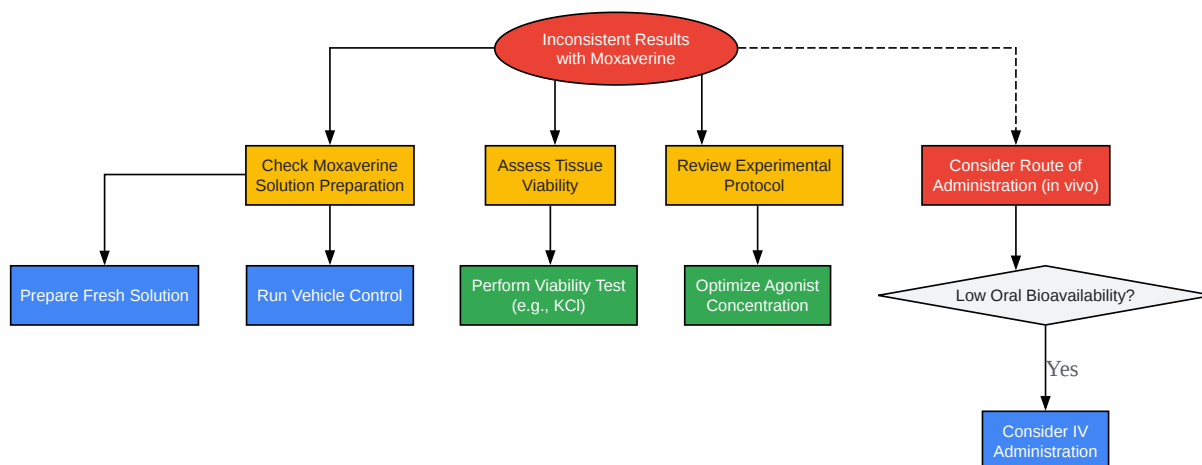 Inconsistent Results
with Moxaverine
Check Moxaverine
Solution Preparation
Assess Tissue
Viability
Review Experimental
Protocol
Consider Route of
Administration (in vivo)
Prepare Fresh Solution
Run Vehicle Control
Perform Viability Test
(e.g., KCl)
Optimize Agonist
Concentration
Low Oral Bioavailability?
Yes
Consider IV
Administration